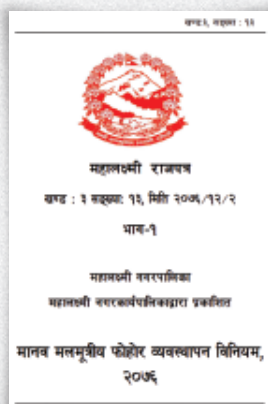 खण्ड:३, सङ्ख्या : १३
महालक्ष्मी राजपत्र
खण्ड : ३ सङ्ख्या: १३, मिति २०७६/१२/२
भाग-१
महालक्ष्मी नगरपालिका
महालक्ष्मी नगरकार्यपालिकाद्वारा प्रकाशित
मानव मलमूत्रीय फोहोर व्यवस्थापन विनियम,
२०७६